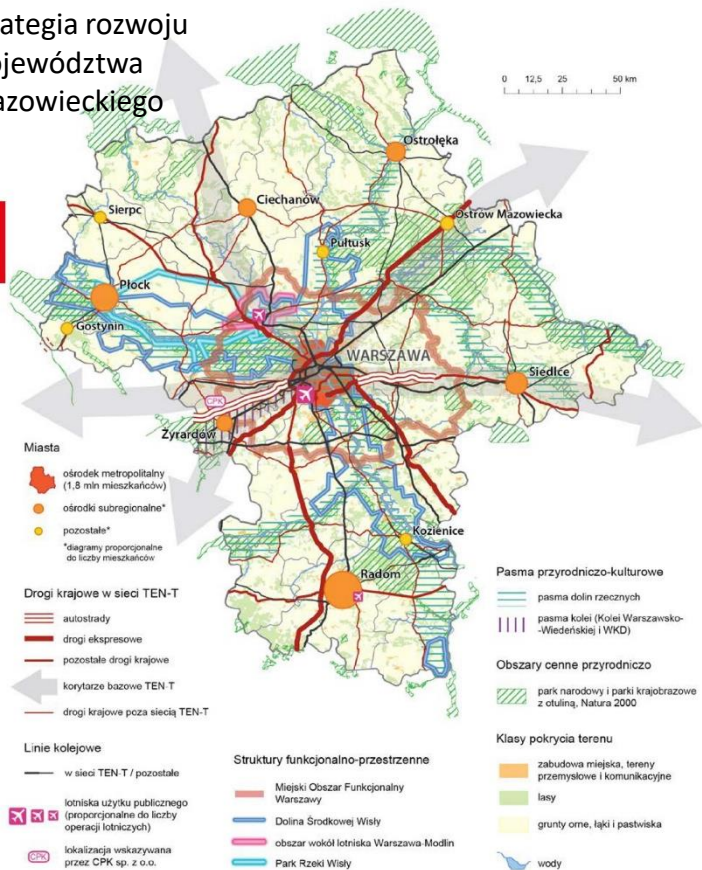 ategia rozwoju
ojewództwa
azowieckiego
0 12,5 25 50 km
Ostrołęka
Ciechanów
Sierpc
Ostrów Mazowiecka
Pułtusk
Płock
Gostynin
WARSZAWA
Siedlce
CPK
Żyrardów
Kozienice
Radom
Miasta
ośrodek metropolitalny
(1,8 mln mieszkańców)
ośrodki subregionalne*
pozostałe*
*diagramy proporcjonalne
do liczby mieszkańców
Drogi krajowe w sieci TEN-T
autostrady
drogi ekspresowe
pozostałe drogi krajowe
korytarze bazowe TEN-T
drogi krajowe poza siecią TEN-T
Linie kolejowe
w sieci TEN-T / pozostałe
lotniska użytku publicznego
(proporcjonalne do liczby
operacji lotniczych)
CPK
lokalizacja wskazywana
przez CPK sp. z o.o.
Struktury funkcjonalno-przestrzenne
Miejski Obszar Funkcjonalny
Warszawy
Dolina Środkowej Wisły
obszar wokół lotniska Warszawa-Modlin
Park Rzeki Wisły
Pasma przyrodniczo-kulturowe
pasma dolin rzecznych
pasma kolei (Kolei Warszawsko-
-Wiedeńskiej i WKD)
Obszary cenne przyrodniczo
park narodowy i parki krajobrazowe
z otuliną, Natura 2000
Klasy pokrycia terenu
zabudowa miejska, tereny
przemysłowe i komunikacyjne
lasy
grunty orne, łąki i pastwiska
wody